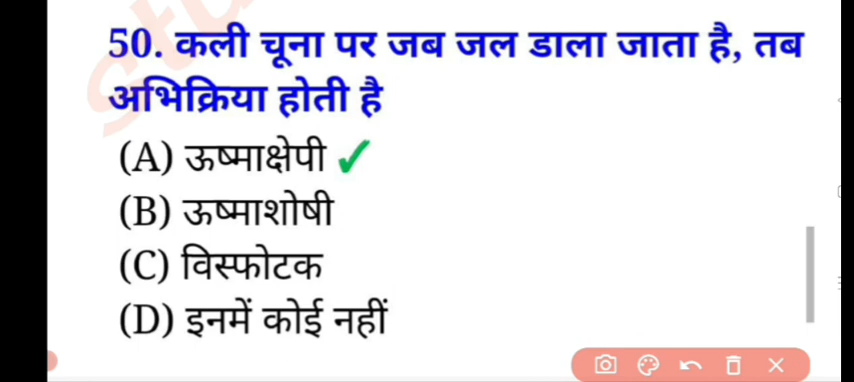 50. कली चूना पर जब जल डाला जाता है, तब
अभिक्रिया होती है
(A) ऊष्माक्षेपी ✓
(B) ऊष्माशोषी
(C) विस्फोटक
(D) इनमें कोई नहीं